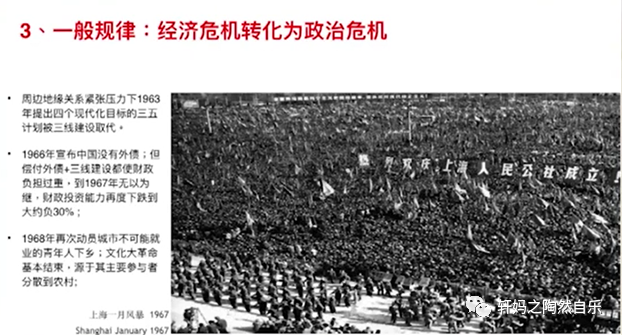 3、一般规律：经济危机转化为政治危机
• 周边地缘关系紧张压力下1963
年提出四个现代化目标的三五
计划被三线建设取代。
• 1966年宣布中国没有外债；但
偿付外债+三线建设都使财政
负担过重，到1967年无以为
继，财政投资能力再度下跌到
大约负30%；
• 1968年再次动员城市不可能就
业的青年人下乡；文化大革命
基本结束，源于其主要参与者
分散到农村；
热烈欢庆上海人民公社成立
上海一月风暴 1967
Shanghai January 1967
轩妈之陶然自乐